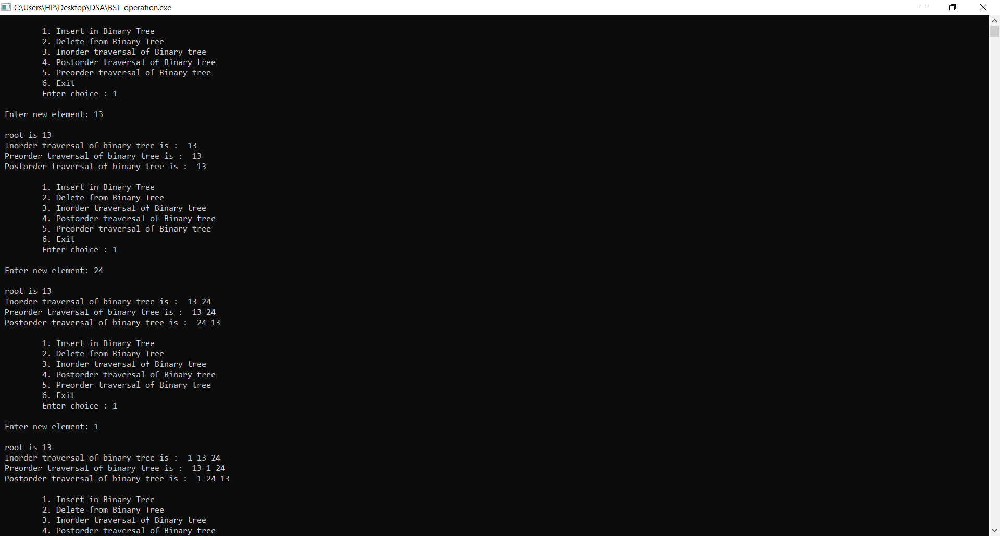 C:\Users\HP\Desktop\DSA\BST_operation.exe
1. Insert in Binary Tree
2. Delete from Binary Tree
3. Inorder traversal of Binary tree
4. Postorder traversal of Binary tree
5. Preorder traversal of Binary tree
6. Exit
Enter choice : 1
Enter new element: 13
root is 13
Inorder traversal of binary tree is :  13
Preorder traversal of binary tree is :  13
Postorder traversal of binary tree is :  13
1. Insert in Binary Tree
2. Delete from Binary Tree
3. Inorder traversal of Binary tree
4. Postorder traversal of Binary tree
5. Preorder traversal of Binary tree
6. Exit
Enter choice : 1
Enter new element: 24
root is 13
Inorder traversal of binary tree is :  13 24
Preorder traversal of binary tree is :  13 24
Postorder traversal of binary tree is :  24 13
1. Insert in Binary Tree
2. Delete from Binary Tree
3. Inorder traversal of Binary tree
4. Postorder traversal of Binary tree
5. Preorder traversal of Binary tree
6. Exit
Enter choice : 1
Enter new element: 1
root is 13
Inorder traversal of binary tree is :  1 13 24
Preorder traversal of binary tree is :  13 1 24
Postorder traversal of binary tree is :  1 24 13
1. Insert in Binary Tree
2. Delete from Binary Tree
3. Inorder traversal of Binary tree
4. Postorder traversal of Binary tree